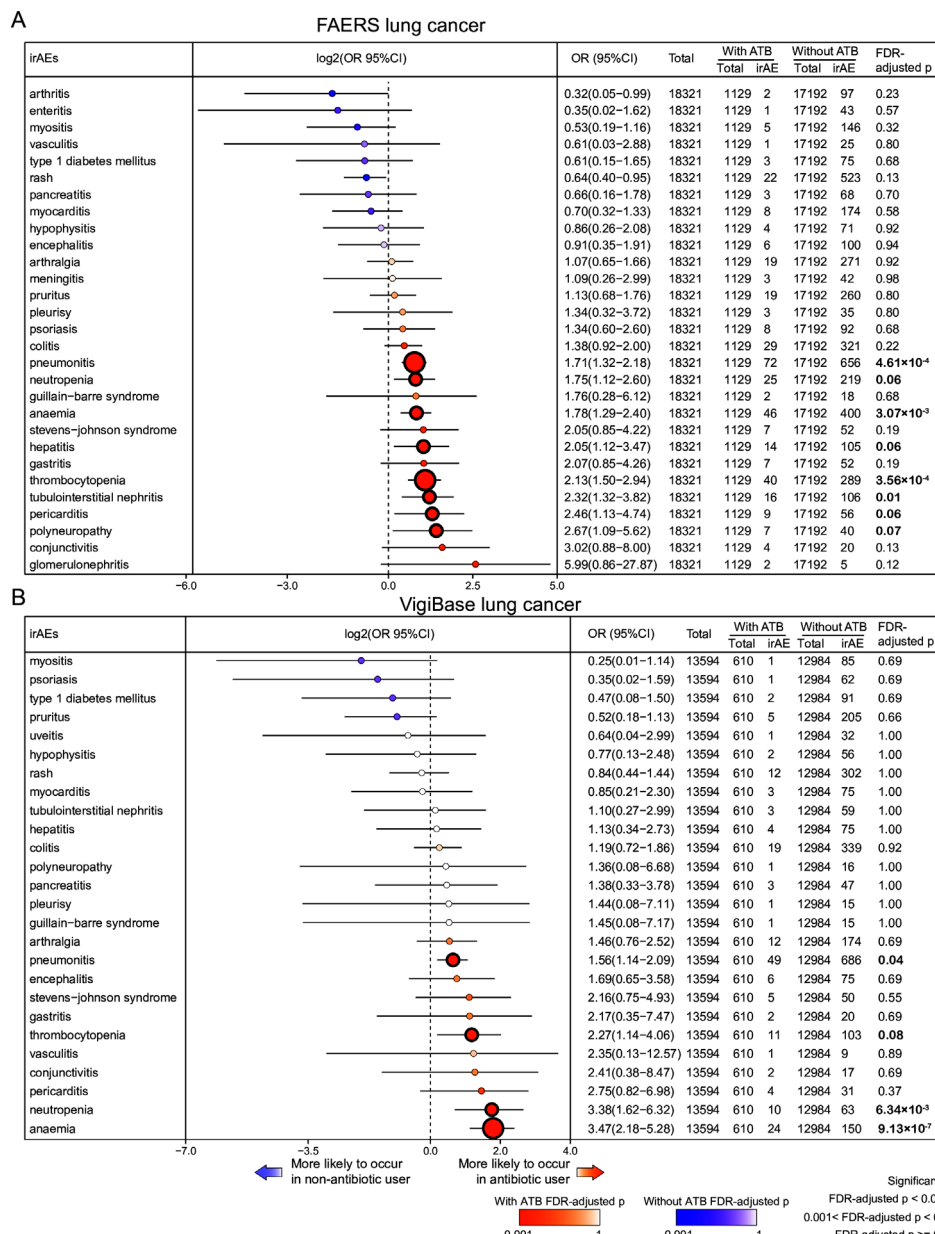 A
FAERS lung cancer
irAEs log2(OR 95%CI) OR (95%CI) Total With ATB Without ATB FDR-
Total irAE Total irAE adjusted p
arthritis 0.32(0.05−0.99) 18321 1129 2 17192 97 0.23
enteritis 0.35(0.02−1.62) 18321 1129 1 17192 43 0.57
myositis 0.53(0.19−1.16) 18321 1129 5 17192 146 0.32
vasculitis 0.61(0.03−2.88) 18321 1129 1 17192 25 0.80
type 1 diabetes mellitus 0.61(0.15−1.65) 18321 1129 3 17192 75 0.68
rash 0.64(0.40−0.95) 18321 1129 22 17192 523 0.13
pancreatitis 0.66(0.16−1.78) 18321 1129 3 17192 68 0.70
myocarditis 0.70(0.32−1.33) 18321 1129 8 17192 174 0.58
hypophysitis 0.86(0.26−2.08) 18321 1129 4 17192 71 0.92
encephalitis 0.91(0.35−1.91) 18321 1129 6 17192 100 0.94
arthralgia 1.07(0.65−1.66) 18321 1129 19 17192 271 0.92
meningitis 1.09(0.26−2.99) 18321 1129 3 17192 42 0.98
pruritus 1.13(0.68−1.76) 18321 1129 19 17192 260 0.80
pleurisy 1.34(0.32−3.72) 18321 1129 3 17192 35 0.80
psoriasis 1.34(0.60−2.60) 18321 1129 8 17192 92 0.68
colitis 1.38(0.92−2.00) 18321 1129 29 17192 321 0.22
pneumonitis 1.71(1.32−2.18) 18321 1129 72 17192 656 4.61×10⁻⁴
neutropenia 1.75(1.12−2.60) 18321 1129 25 17192 219 0.06
guillain−barre syndrome 1.76(0.28−6.12) 18321 1129 2 17192 18 0.68
anaemia 1.78(1.29−2.40) 18321 1129 46 17192 400 3.07×10⁻³
stevens−johnson syndrome 2.05(0.85−4.22) 18321 1129 7 17192 52 0.19
hepatitis 2.05(1.12−3.47) 18321 1129 14 17192 105 0.06
gastritis 2.07(0.85−4.26) 18321 1129 7 17192 52 0.19
thrombocytopenia 2.13(1.50−2.94) 18321 1129 40 17192 289 3.56×10⁻⁴
tubulointerstitial nephritis 2.32(1.32−3.82) 18321 1129 16 17192 106 0.01
pericarditis 2.46(1.13−4.74) 18321 1129 9 17192 56 0.06
polyneuropathy 2.67(1.09−5.62) 18321 1129 7 17192 40 0.07
conjunctivitis 3.02(0.88−8.00) 18321 1129 4 17192 20 0.13
glomerulonephritis 5.99(0.86−27.87) 18321 1129 2 17192 5 0.12
−6.0 −2.5 0.0 2.5 5.0
B
VigiBase lung cancer
irAEs log2(OR 95%CI) OR (95%CI) Total With ATB Without ATB FDR-
Total irAE Total irAE adjusted p
myositis 0.25(0.01−1.14) 13594 610 1 12984 85 0.69
psoriasis 0.35(0.02−1.59) 13594 610 1 12984 62 0.69
type 1 diabetes mellitus 0.47(0.08−1.50) 13594 610 2 12984 91 0.69
pruritus 0.52(0.18−1.13) 13594 610 5 12984 205 0.66
uveitis 0.64(0.04−2.99) 13594 610 1 12984 32 1.00
hypophysitis 0.77(0.13−2.48) 13594 610 2 12984 56 1.00
rash 0.84(0.44−1.44) 13594 610 12 12984 302 1.00
myocarditis 0.85(0.21−2.30) 13594 610 3 12984 75 1.00
tubulointerstitial nephritis 1.10(0.27−2.99) 13594 610 3 12984 59 1.00
hepatitis 1.13(0.34−2.73) 13594 610 4 12984 75 1.00
colitis 1.19(0.72−1.86) 13594 610 19 12984 339 0.92
polyneuropathy 1.36(0.08−6.68) 13594 610 1 12984 16 1.00
pancreatitis 1.38(0.33−3.78) 13594 610 3 12984 47 1.00
pleurisy 1.44(0.08−7.11) 13594 610 1 12984 15 1.00
guillain−barre syndrome 1.45(0.08−7.17) 13594 610 1 12984 15 1.00
arthralgia 1.46(0.76−2.52) 13594 610 12 12984 174 0.69
pneumonitis 1.56(1.14−2.09) 13594 610 49 12984 686 0.04
encephalitis 1.69(0.65−3.58) 13594 610 6 12984 75 0.69
stevens−johnson syndrome 2.16(0.75−4.93) 13594 610 5 12984 50 0.55
gastritis 2.17(0.35−7.47) 13594 610 2 12984 20 0.69
thrombocytopenia 2.27(1.14−4.06) 13594 610 11 12984 103 0.08
vasculitis 2.35(0.13−12.57) 13594 610 1 12984 9 0.89
conjunctivitis 2.41(0.38−8.47) 13594 610 2 12984 17 0.69
pericarditis 2.75(0.82−6.98) 13594 610 4 12984 31 0.37
neutropenia 3.38(1.62−6.32) 13594 610 10 12984 63 6.34×10⁻³
anaemia 3.47(2.18−5.28) 13594 610 24 12984 150 9.13×10⁻⁷
−7.0 −3.5 0.0 2.0 4.0
More likely to occur in non-antibiotic user
More likely to occur in antibiotic user
Significan
With ATB FDR-adjusted p Without ATB FDR-adjusted p
FDR-adjusted p < 0.0
0.001< FDR-adjusted p < 0